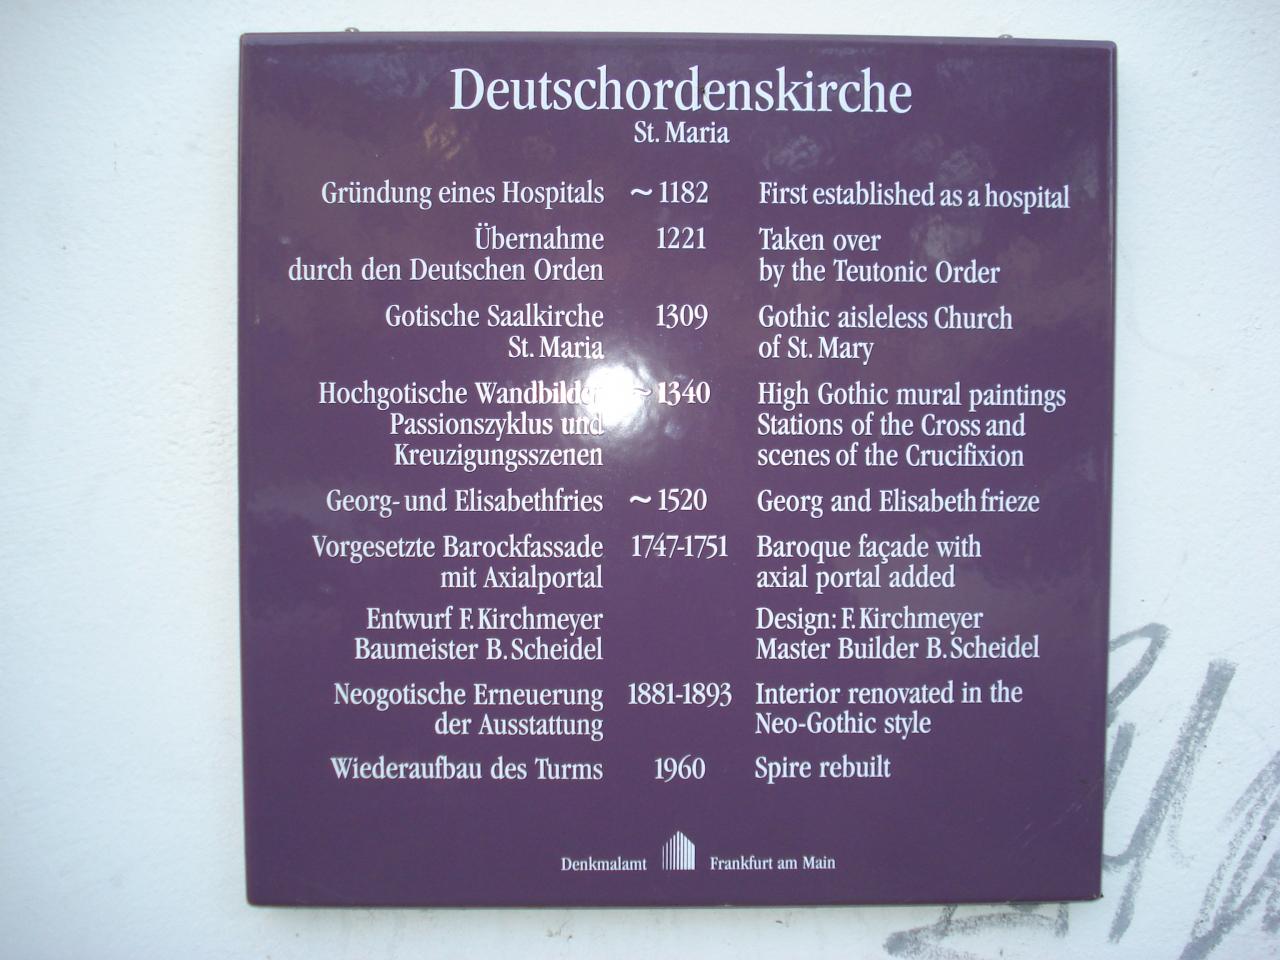 Deutschordenskirche
St. Maria
Gründung eines Hospitals ~ 1182 First established as a hospital
Übernahme 1221 Taken over
durch den Deutschen Orden by the Teutonic Order
Gotische Saalkirche 1309 Gothic aisleless Church
St. Maria of St. Mary
Hochgotische Wandbilder ~ 1340 High Gothic mural paintings
Passionszyklus und Stations of the Cross and
Kreuzigungsszenen scenes of the Crucifixion
Georg- und Elisabethfries ~ 1520 Georg and Elisabeth frieze
Vorgesetzte Barockfassade 1747-1751 Baroque façade with
mit Axialportal axial portal added
Entwurf F. Kirchmeyer Design: F. Kirchmeyer
Baumeister B. Scheidel Master Builder B. Scheidel
Neogotische Erneuerung 1881-1893 Interior renovated in the
der Ausstattung Neo-Gothic style
Wiederaufbau des Turms 1960 Spire rebuilt
Denkmalamt Frankfurt am Main